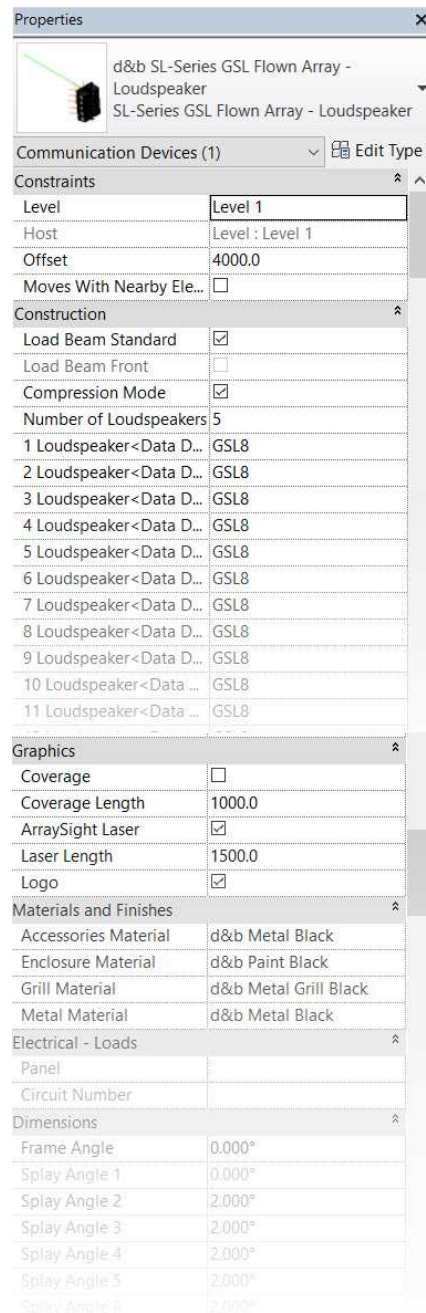 Properties
d&b SL-Series GSL Flown Array -
Loudspeaker
SL-Series GSL Flown Array - Loudspeaker
Communication Devices (1) Edit Type
Constraints
Level Level 1
Host Level : Level 1
Offset 4000.0
Moves With Nearby Ele...
Construction
Load Beam Standard
Load Beam Front
Compression Mode
Number of Loudspeakers 5
1 Loudspeaker<Data D... GSL8
2 Loudspeaker<Data D... GSL8
3 Loudspeaker<Data D... GSL8
4 Loudspeaker<Data D... GSL8
5 Loudspeaker<Data D... GSL8
6 Loudspeaker<Data D... GSL8
7 Loudspeaker<Data D... GSL8
8 Loudspeaker<Data D... GSL8
9 Loudspeaker<Data D... GSL8
10 Loudspeaker<Data ... GSL8
11 Loudspeaker<Data ... GSL8
Graphics
Coverage
Coverage Length 1000.0
ArraySight Laser
Laser Length 1500.0
Logo
Materials and Finishes
Accessories Material d&b Metal Black
Enclosure Material d&b Paint Black
Grill Material d&b Metal Grill Black
Metal Material d&b Metal Black
Electrical - Loads
Panel
Circuit Number
Dimensions
Frame Angle 0.000°
Splay Angle 1 0.000°
Splay Angle 2 2.000°
Splay Angle 3 2.000°
Splay Angle 4 2.000°
Splay Angle 5 2.000°
Splay Angle 6 2.000°